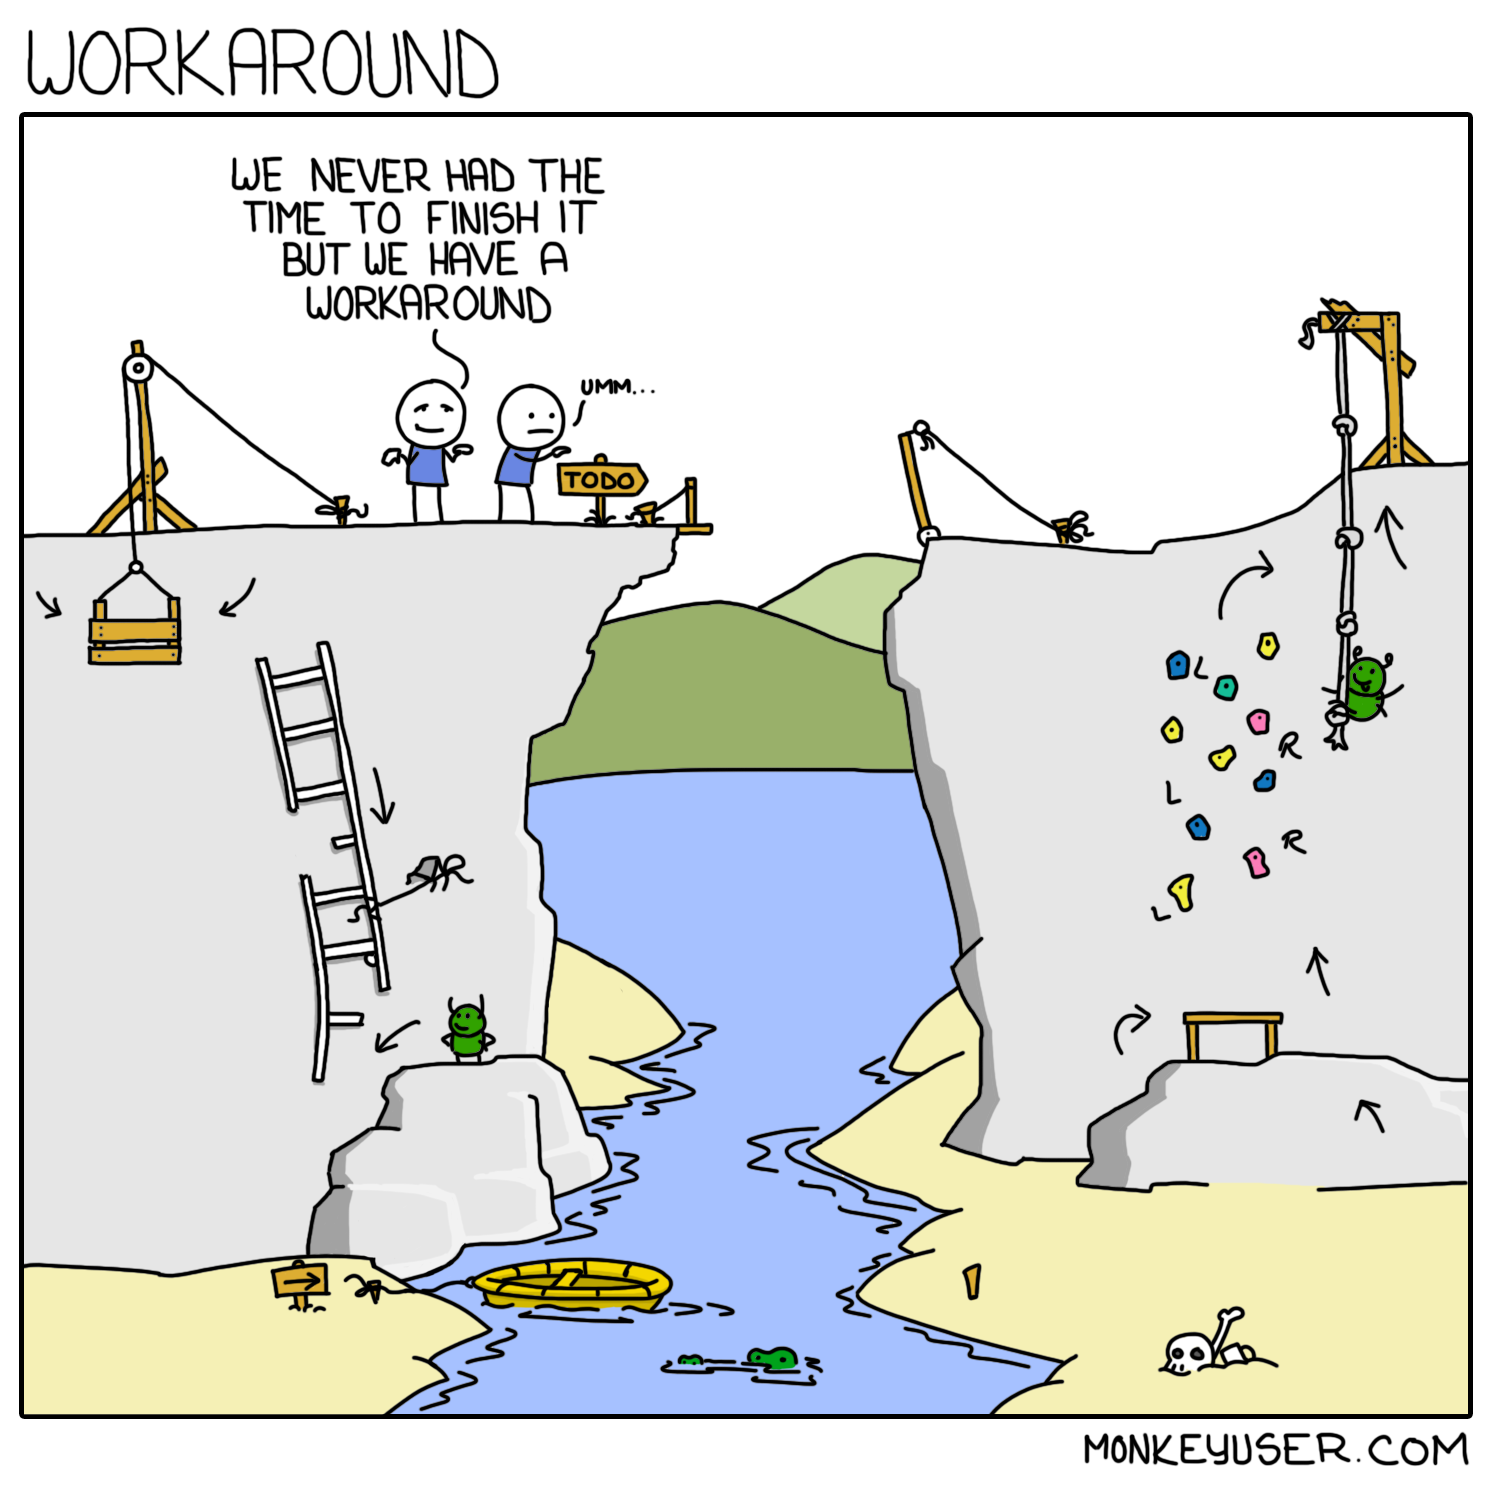 WORKAROUND
WE NEVER HAD THE
TIME TO FINISH IT
BUT WE HAVE A
WORKAROUND
UMM...
TODO
L
R
L
R
L
MONKEYUSER.COM